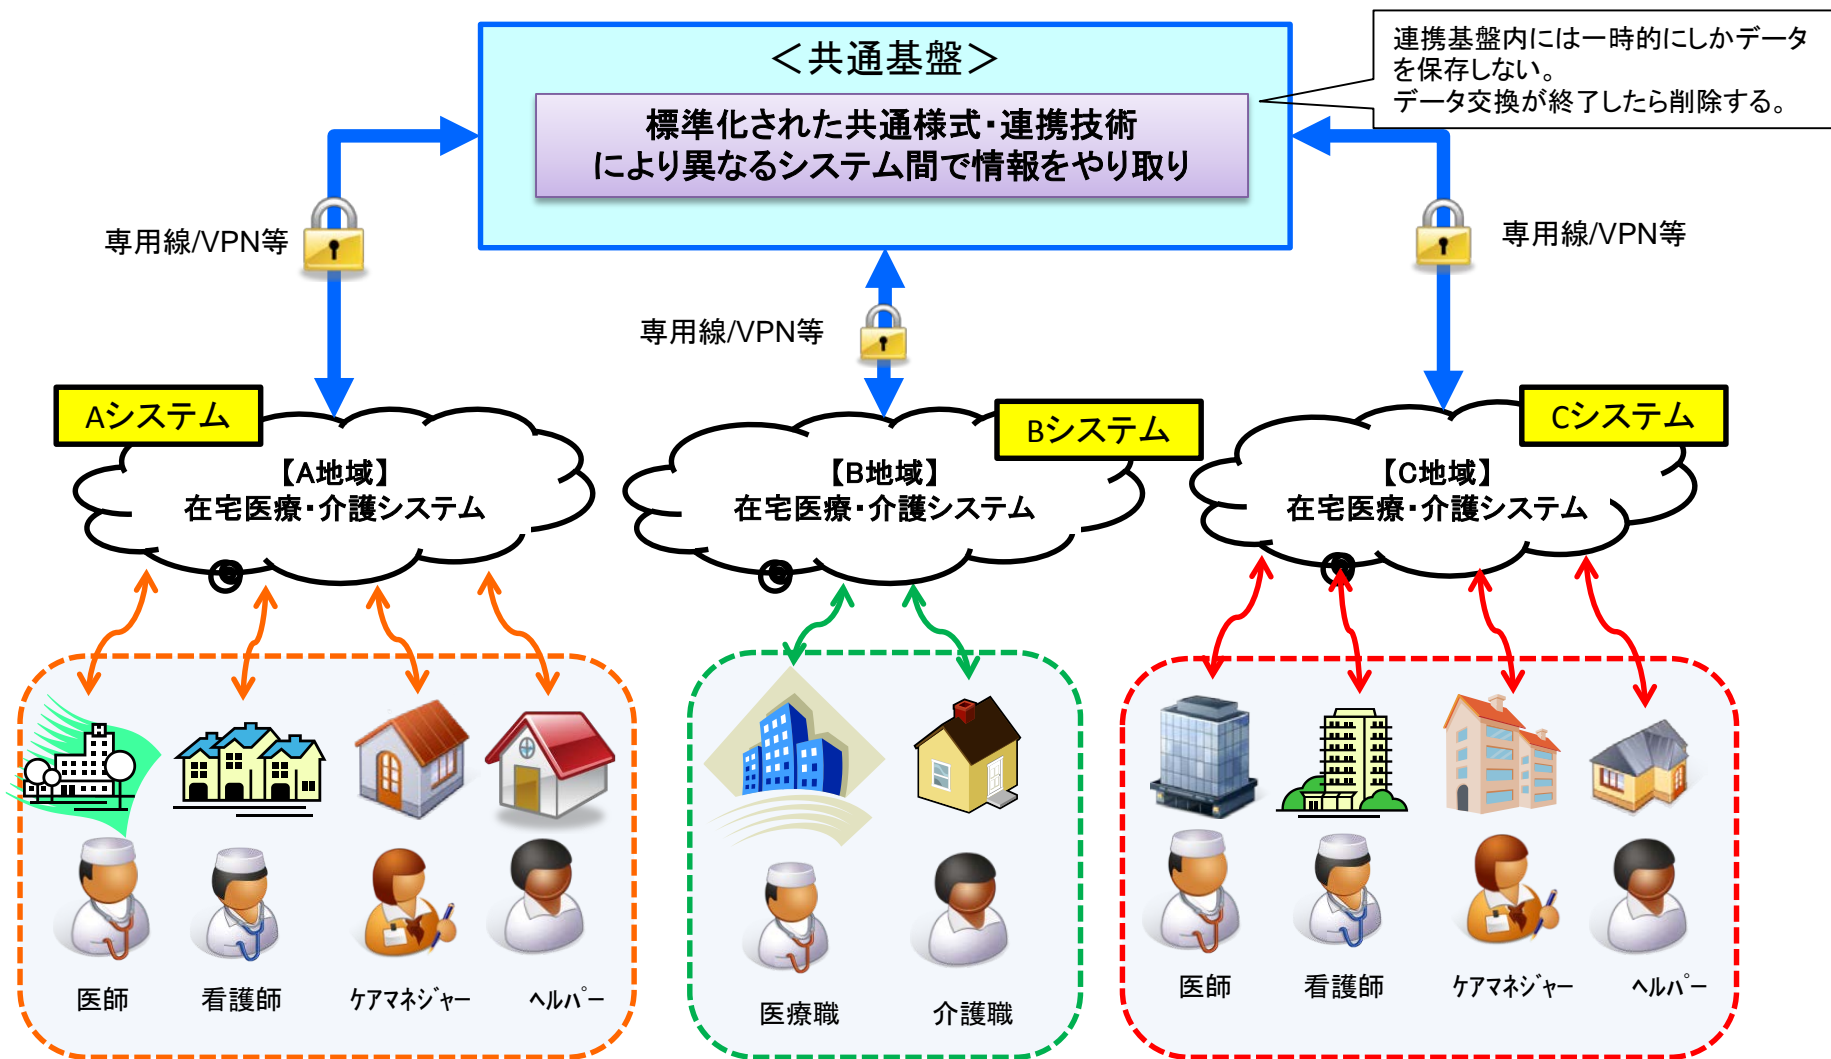 ＜共通基盤＞
標準化された共通様式・連携技術
により異なるシステム間で情報をやり取り
連携基盤内には一時的にしかデータ
を保存しない。
データ交換が終了したら削除する。
専用線/VPN等
専用線/VPN等
専用線/VPN等
Aシステム
【A地域】
在宅医療・介護システム
Bシステム
【B地域】
在宅医療・介護システム
Cシステム
【C地域】
在宅医療・介護システム
医師
看護師
ｹｱﾏﾈｼﾞｬｰ
ﾍﾙﾊﾟｰ
医療職
介護職
医師
看護師
ｹｱﾏﾈｼﾞｬｰ
ﾍﾙﾊﾟｰ